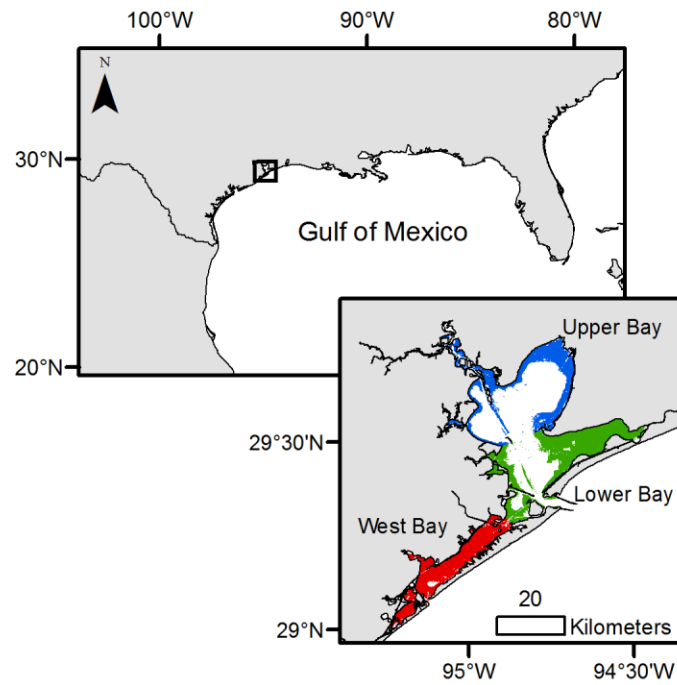 100°W 90°W 80°W
N
30°N
Gulf of Mexico
20°N
Upper Bay
29°30'N
Lower Bay
West Bay
20
Kilometers
29°N
95°W 94°30'W